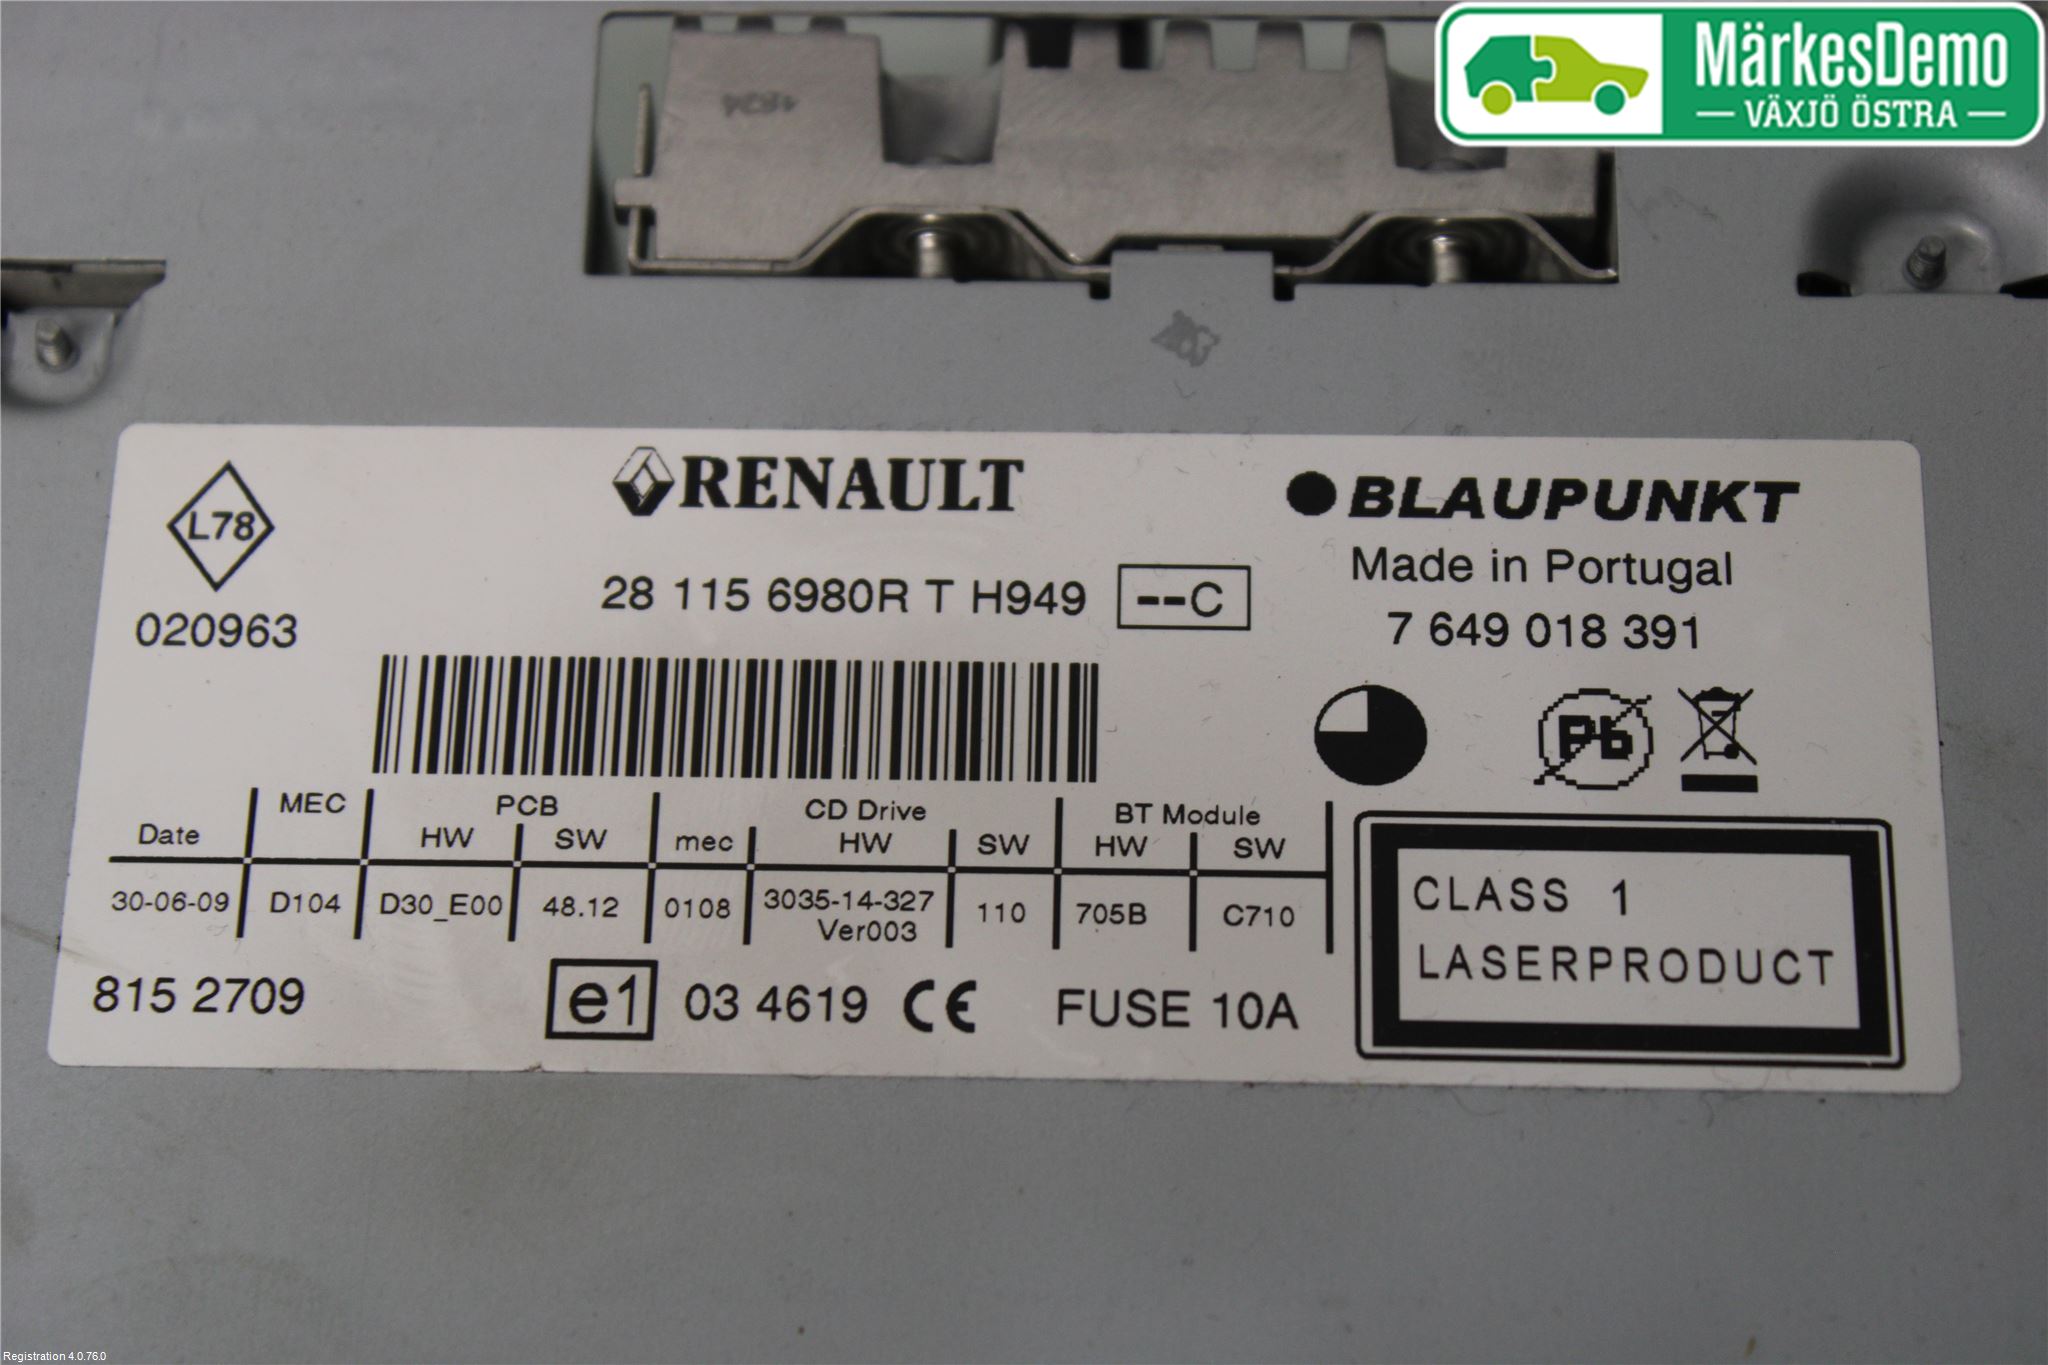 MärkesDemo
VÄXJÖ ÖSTRA
L78
020963
RENAULT
28 115 6980R T H949 --C
BLAUPUNKT
Made in Portugal
7 649 018 391
Pb
Date MEC PCB HW SW CD Drive mec HW SW BT Module HW SW
30-06-09 D104 D30_E00 48.12 0108 3035-14-327 110 705B C710
Ver003
815 2709 e1 03 4619 CE FUSE 10A
CLASS 1
LASERPRODUCT
Registration 4.0.76.0